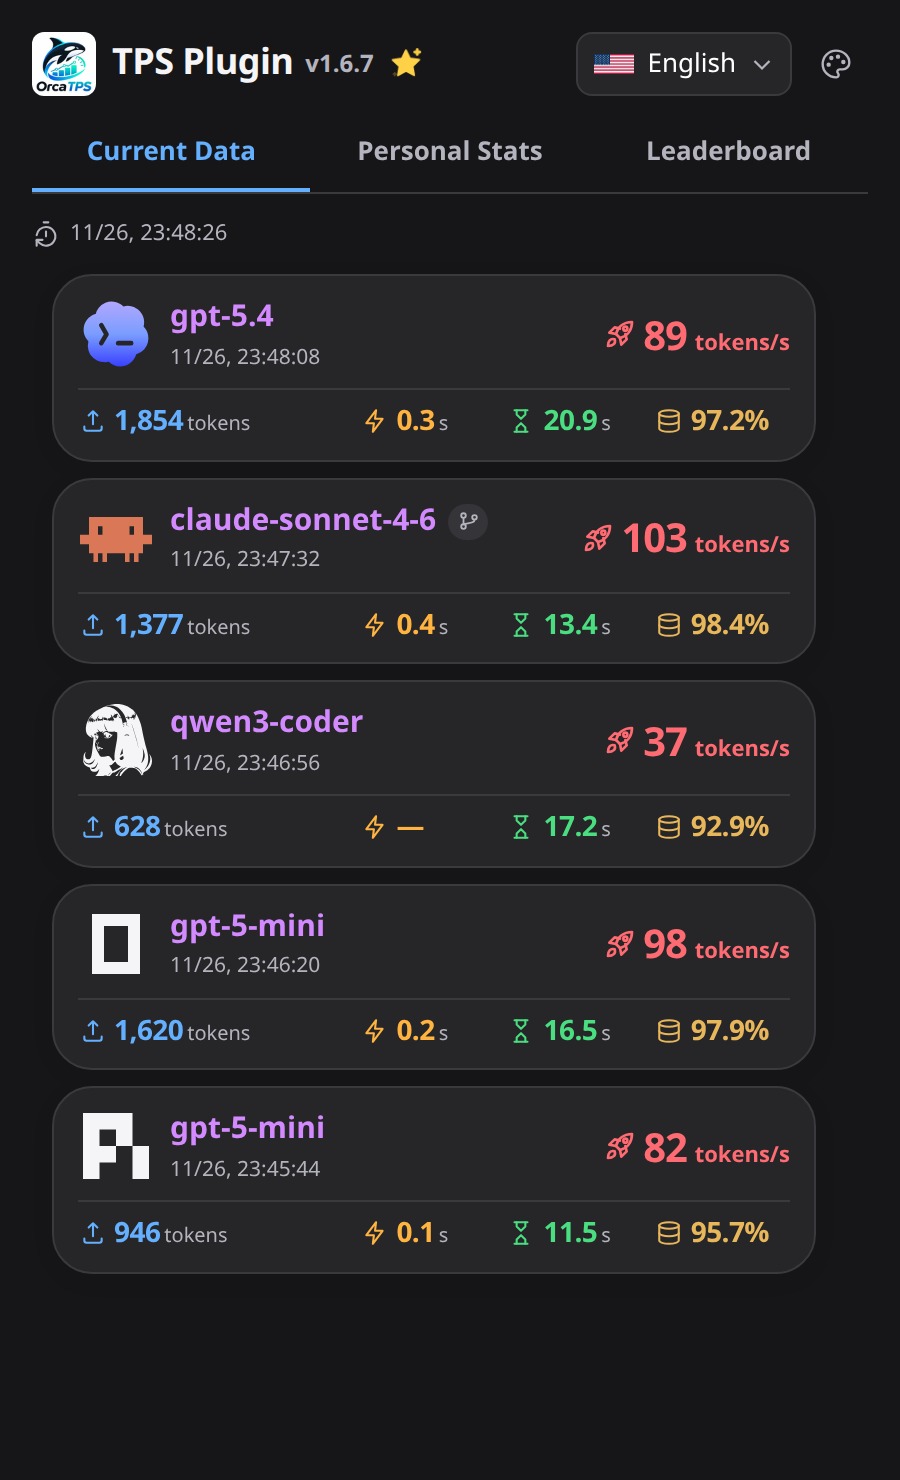 OrcaTPS
TPS Plugin v1.6.7
English
Current Data Personal Stats Leaderboard
11/26, 23:48:26
gpt-5.4
11/26, 23:48:08
89 tokens/s
1,854 tokens 0.3 s 20.9 s 97.2%
claude-sonnet-4-6
11/26, 23:47:32
103 tokens/s
1,377 tokens 0.4 s 13.4 s 98.4%
qwen3-coder
11/26, 23:46:56
37 tokens/s
628 tokens — 17.2 s 92.9%
gpt-5-mini
11/26, 23:46:20
98 tokens/s
1,620 tokens 0.2 s 16.5 s 97.9%
gpt-5-mini
11/26, 23:45:44
82 tokens/s
946 tokens 0.1 s 11.5 s 95.7%